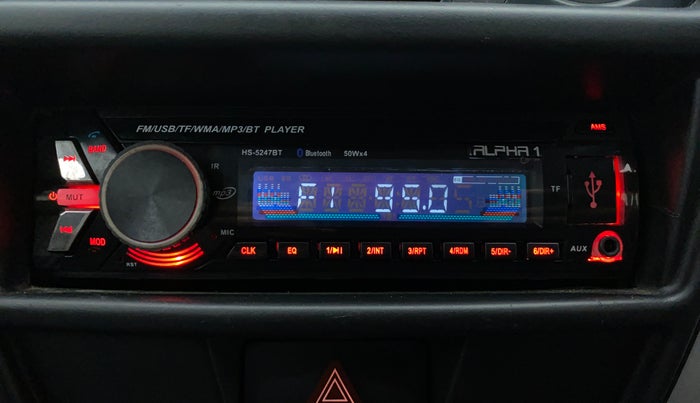 FM/USB/TF/WMA/MP3/BT PLAYER
BAND
HS-5247BT Bluetooth 50Wx4
ALPHA 1
IR
mp3
MUT
F1 95.0
TF
MIC
MOD
RST
CLK EQ 1/▶II 2/INT 3/RPT 4/RDM 5/DIR- 6/DIR+
AUX